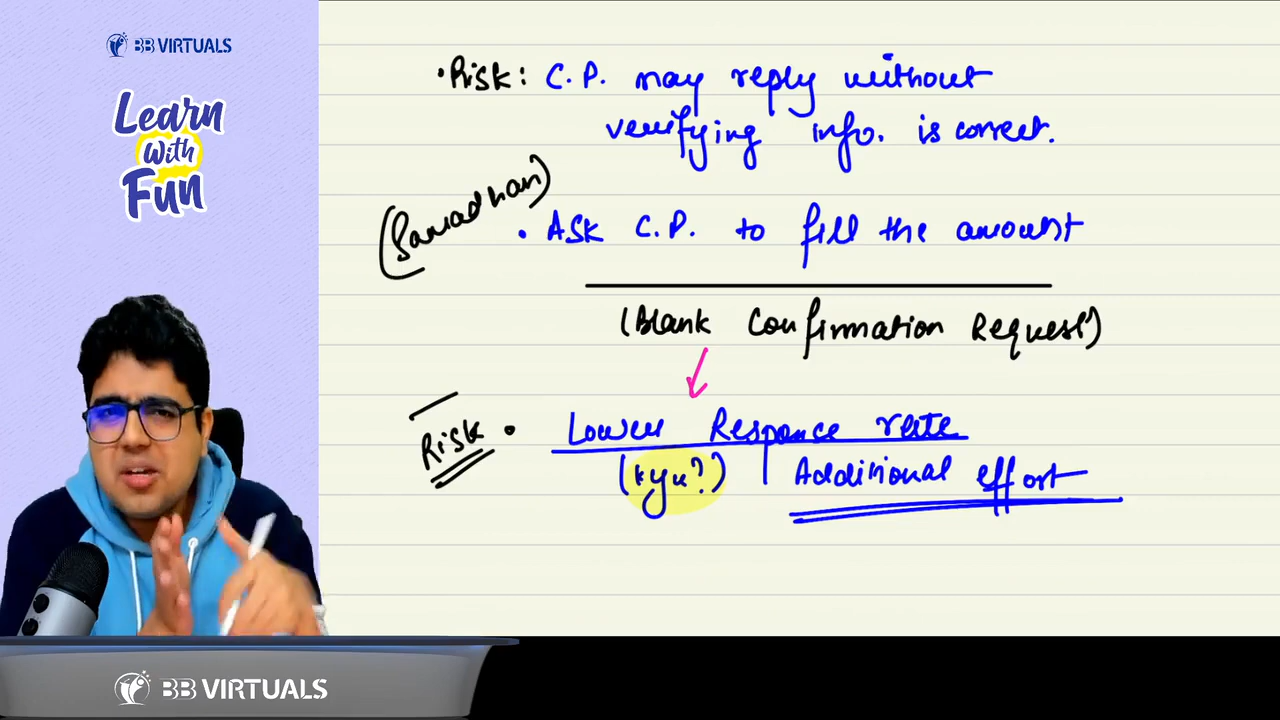 BB VIRTUALS
Learn
With
Fun
• Risk: C.P. may reply without
verifying info. is correct.
(Samadhan)
• Ask C.P. to fill the amount
(Blank Confirmation Request)
Risk • Lower Responce rate
(kyu?) | Additional effort
BB VIRTUALS